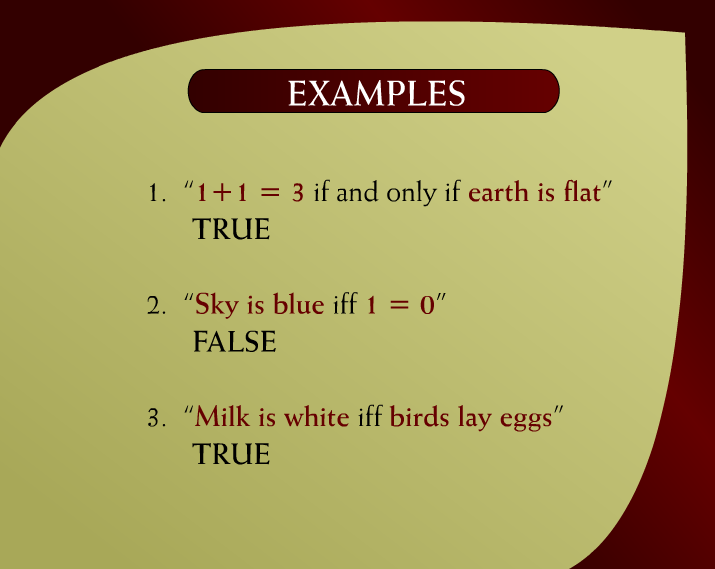 EXAMPLES
1. “1+1 = 3 if and only if earth is flat”
TRUE
2. “Sky is blue iff 1 = 0”
FALSE
3. “Milk is white iff birds lay eggs”
TRUE